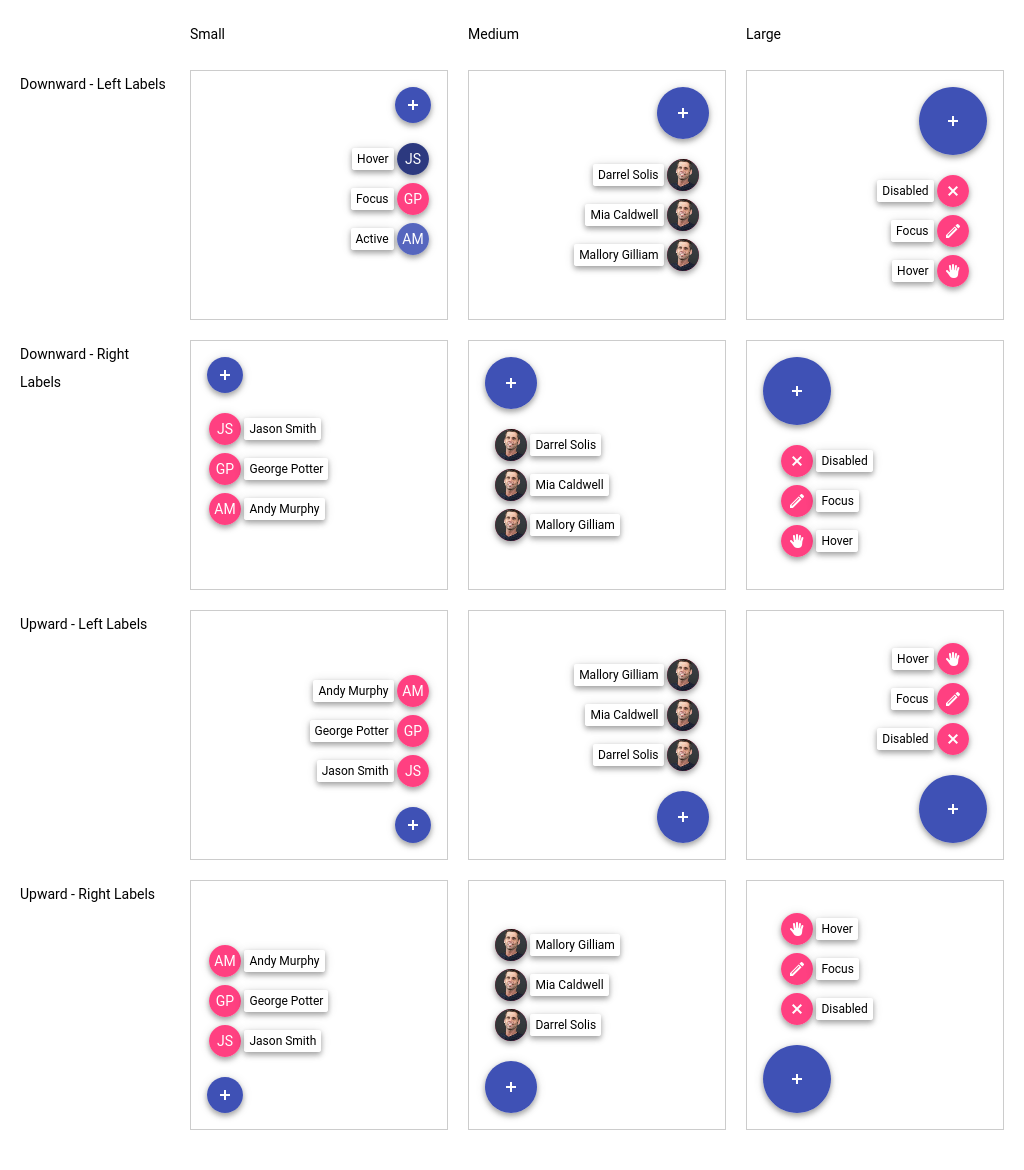 Small
Medium
Large
Downward - Left Labels
Hover
JS
Focus
GP
Active
AM
Darrel Solis
Mia Caldwell
Mallory Gilliam
Disabled
Focus
Hover
Downward - Right
Labels
JS
Jason Smith
GP
George Potter
AM
Andy Murphy
Darrel Solis
Mia Caldwell
Mallory Gilliam
Disabled
Focus
Hover
Upward - Left Labels
Andy Murphy
AM
George Potter
GP
Jason Smith
JS
Mallory Gilliam
Mia Caldwell
Darrel Solis
Hover
Focus
Disabled
Upward - Right Labels
AM
Andy Murphy
GP
George Potter
JS
Jason Smith
Mallory Gilliam
Mia Caldwell
Darrel Solis
Hover
Focus
Disabled